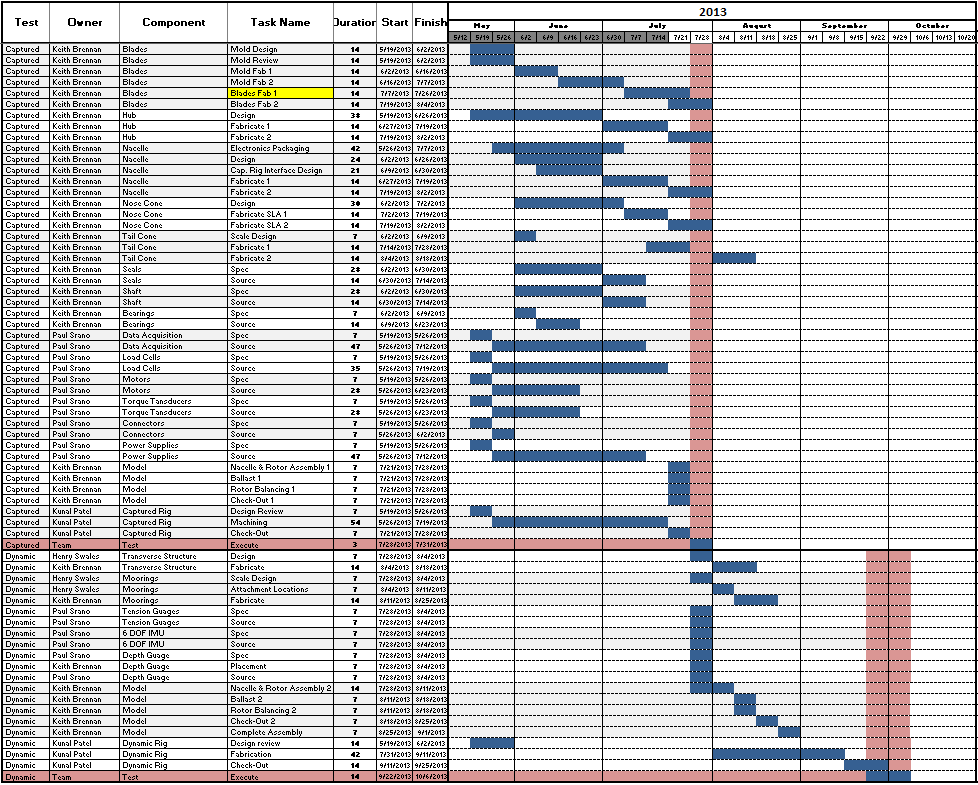 Test Owner Component Task Name Duration Start Finish 2013
May June July August September October
5/12 5/19 5/26 6/2 6/9 6/16 6/23 6/30 7/7 7/14 7/21 7/28 8/4 8/11 8/18 8/25 9/1 9/8 9/15 9/22 9/29 10/6 10/13 10/20
Captured Keith Brennan Blades Mold Design 14 5/19/2013 6/2/2013
Captured Keith Brennan Blades Mold Review 14 5/19/2013 6/2/2013
Captured Keith Brennan Blades Mold Fab 1 14 6/2/2013 6/16/2013
Captured Keith Brennan Blades Mold Fab 2 14 6/16/2013 7/7/2013
Captured Keith Brennan Blades Blades Fab 1 14 7/7/2013 7/26/2013
Captured Keith Brennan Blades Blades Fab 2 14 7/19/2013 8/4/2013
Captured Keith Brennan Hub Design 38 5/19/2013 6/26/2013
Captured Keith Brennan Hub Fabricate 1 14 6/27/2013 7/19/2013
Captured Keith Brennan Hub Fabricate 2 14 7/19/2013 8/2/2013
Captured Keith Brennan Nacelle Electronics Packaging 42 5/26/2013 7/7/2013
Captured Keith Brennan Nacelle Design 24 6/2/2013 6/26/2013
Captured Keith Brennan Nacelle Cap. Rig Interface Design 21 6/9/2013 6/30/2013
Captured Keith Brennan Nacelle Fabricate 1 14 6/27/2013 7/19/2013
Captured Keith Brennan Nacelle Fabricate 2 14 7/19/2013 8/2/2013
Captured Keith Brennan Nose Cone Design 30 6/2/2013 7/2/2013
Captured Keith Brennan Nose Cone Fabricate SLA 1 14 7/2/2013 7/19/2013
Captured Keith Brennan Nose Cone Fabricate SLA 2 14 7/19/2013 8/2/2013
Captured Keith Brennan Tail Cone Scale Design 7 6/2/2013 6/9/2013
Captured Keith Brennan Tail Cone Fabricate 1 14 7/14/2013 7/28/2013
Captured Keith Brennan Tail Cone Fabricate 2 14 8/4/2013 8/18/2013
Captured Keith Brennan Seals Spec 28 6/2/2013 6/30/2013
Captured Keith Brennan Seals Source 14 6/30/2013 7/14/2013
Captured Keith Brennan Shaft Spec 28 6/2/2013 6/30/2013
Captured Keith Brennan Shaft Source 14 6/30/2013 7/14/2013
Captured Keith Brennan Bearings Spec 7 6/2/2013 6/9/2013
Captured Keith Brennan Bearings Source 14 6/9/2013 6/23/2013
Captured Paul Srano Data Acquisition Spec 7 5/19/2013 5/26/2013
Captured Paul Srano Data Acquisition Source 47 5/26/2013 7/12/2013
Captured Paul Srano Load Cells Spec 7 5/19/2013 5/26/2013
Captured Paul Srano Load Cells Source 35 5/26/2013 7/19/2013
Captured Paul Srano Motors Spec 7 5/19/2013 5/26/2013
Captured Paul Srano Motors Source 28 5/26/2013 6/23/2013
Captured Paul Srano Torque Tansducers Spec 7 5/19/2013 5/26/2013
Captured Paul Srano Torque Tansducers Source 28 5/26/2013 6/23/2013
Captured Paul Srano Connectors Spec 7 5/19/2013 5/26/2013
Captured Paul Srano Connectors Source 7 5/26/2013 6/2/2013
Captured Paul Srano Power Supplies Spec 7 5/19/2013 5/26/2013
Captured Paul Srano Power Supplies Source 47 5/26/2013 7/12/2013
Captured Keith Brennan Model Nacelle & Rotor Assembly 1 7 7/21/2013 7/28/2013
Captured Keith Brennan Model Ballast 1 7 7/21/2013 7/28/2013
Captured Keith Brennan Model Rotor Balancing 1 7 7/21/2013 7/28/2013
Captured Keith Brennan Model Check-Out 1 7 7/21/2013 7/28/2013
Captured Kunal Patel Captured Rig Design Review 7 5/19/2013 5/26/2013
Captured Kunal Patel Captured Rig Machining 54 5/26/2013 7/19/2013
Captured Kunal Patel Captured Rig Check-Out 7 7/21/2013 7/28/2013
Captured Team Test Execute 3 7/28/2013 7/31/2013
Dynamic Henry Swales Transverse Structure Design 7 7/28/2013 8/4/2013
Dynamic Keith Brennan Transverse Structure Fabricate 14 8/4/2013 8/18/2013
Dynamic Henry Swales Moorings Scale Design 7 7/28/2013 8/4/2013
Dynamic Henry Swales Moorings Attachment Locations 7 8/4/2013 8/11/2013
Dynamic Keith Brennan Moorings Fabricate 14 8/11/2013 8/25/2013
Dynamic Paul Srano Tension Guages Spec 7 7/28/2013 8/4/2013
Dynamic Paul Srano Tension Guages Source 7 7/28/2013 8/4/2013
Dynamic Paul Srano 6 DOF IMU Spec 7 7/28/2013 8/4/2013
Dynamic Paul Srano 6 DOF IMU Source 7 7/28/2013 8/4/2013
Dynamic Paul Srano Depth Guage Spec 7 7/28/2013 8/4/2013
Dynamic Keith Brennan Depth Guage Placement 7 7/28/2013 8/4/2013
Dynamic Paul Srano Depth Guage Source 7 7/28/2013 8/4/2013
Dynamic Keith Brennan Model Nacelle & Rotor Assembly 2 14 7/28/2013 8/11/2013
Dynamic Keith Brennan Model Ballast 2 7 8/11/2013 8/18/2013
Dynamic Keith Brennan Model Rotor Balancing 2 7 8/11/2013 8/18/2013
Dynamic Keith Brennan Model Check-Out 2 7 8/18/2013 8/25/2013
Dynamic Keith Brennan Model Complete Assembly 7 8/25/2013 9/1/2013
Dynamic Kunal Patel Dynamic Rig Design review 14 5/19/2013 6/2/2013
Dynamic Kunal Patel Dynamic Rig Fabrication 42 7/31/2013 9/11/2013
Dynamic Kunal Patel Dynamic Rig Check-Out 14 9/11/2013 9/25/2013
Dynamic Team Test Execute 14 9/22/2013 10/6/2013